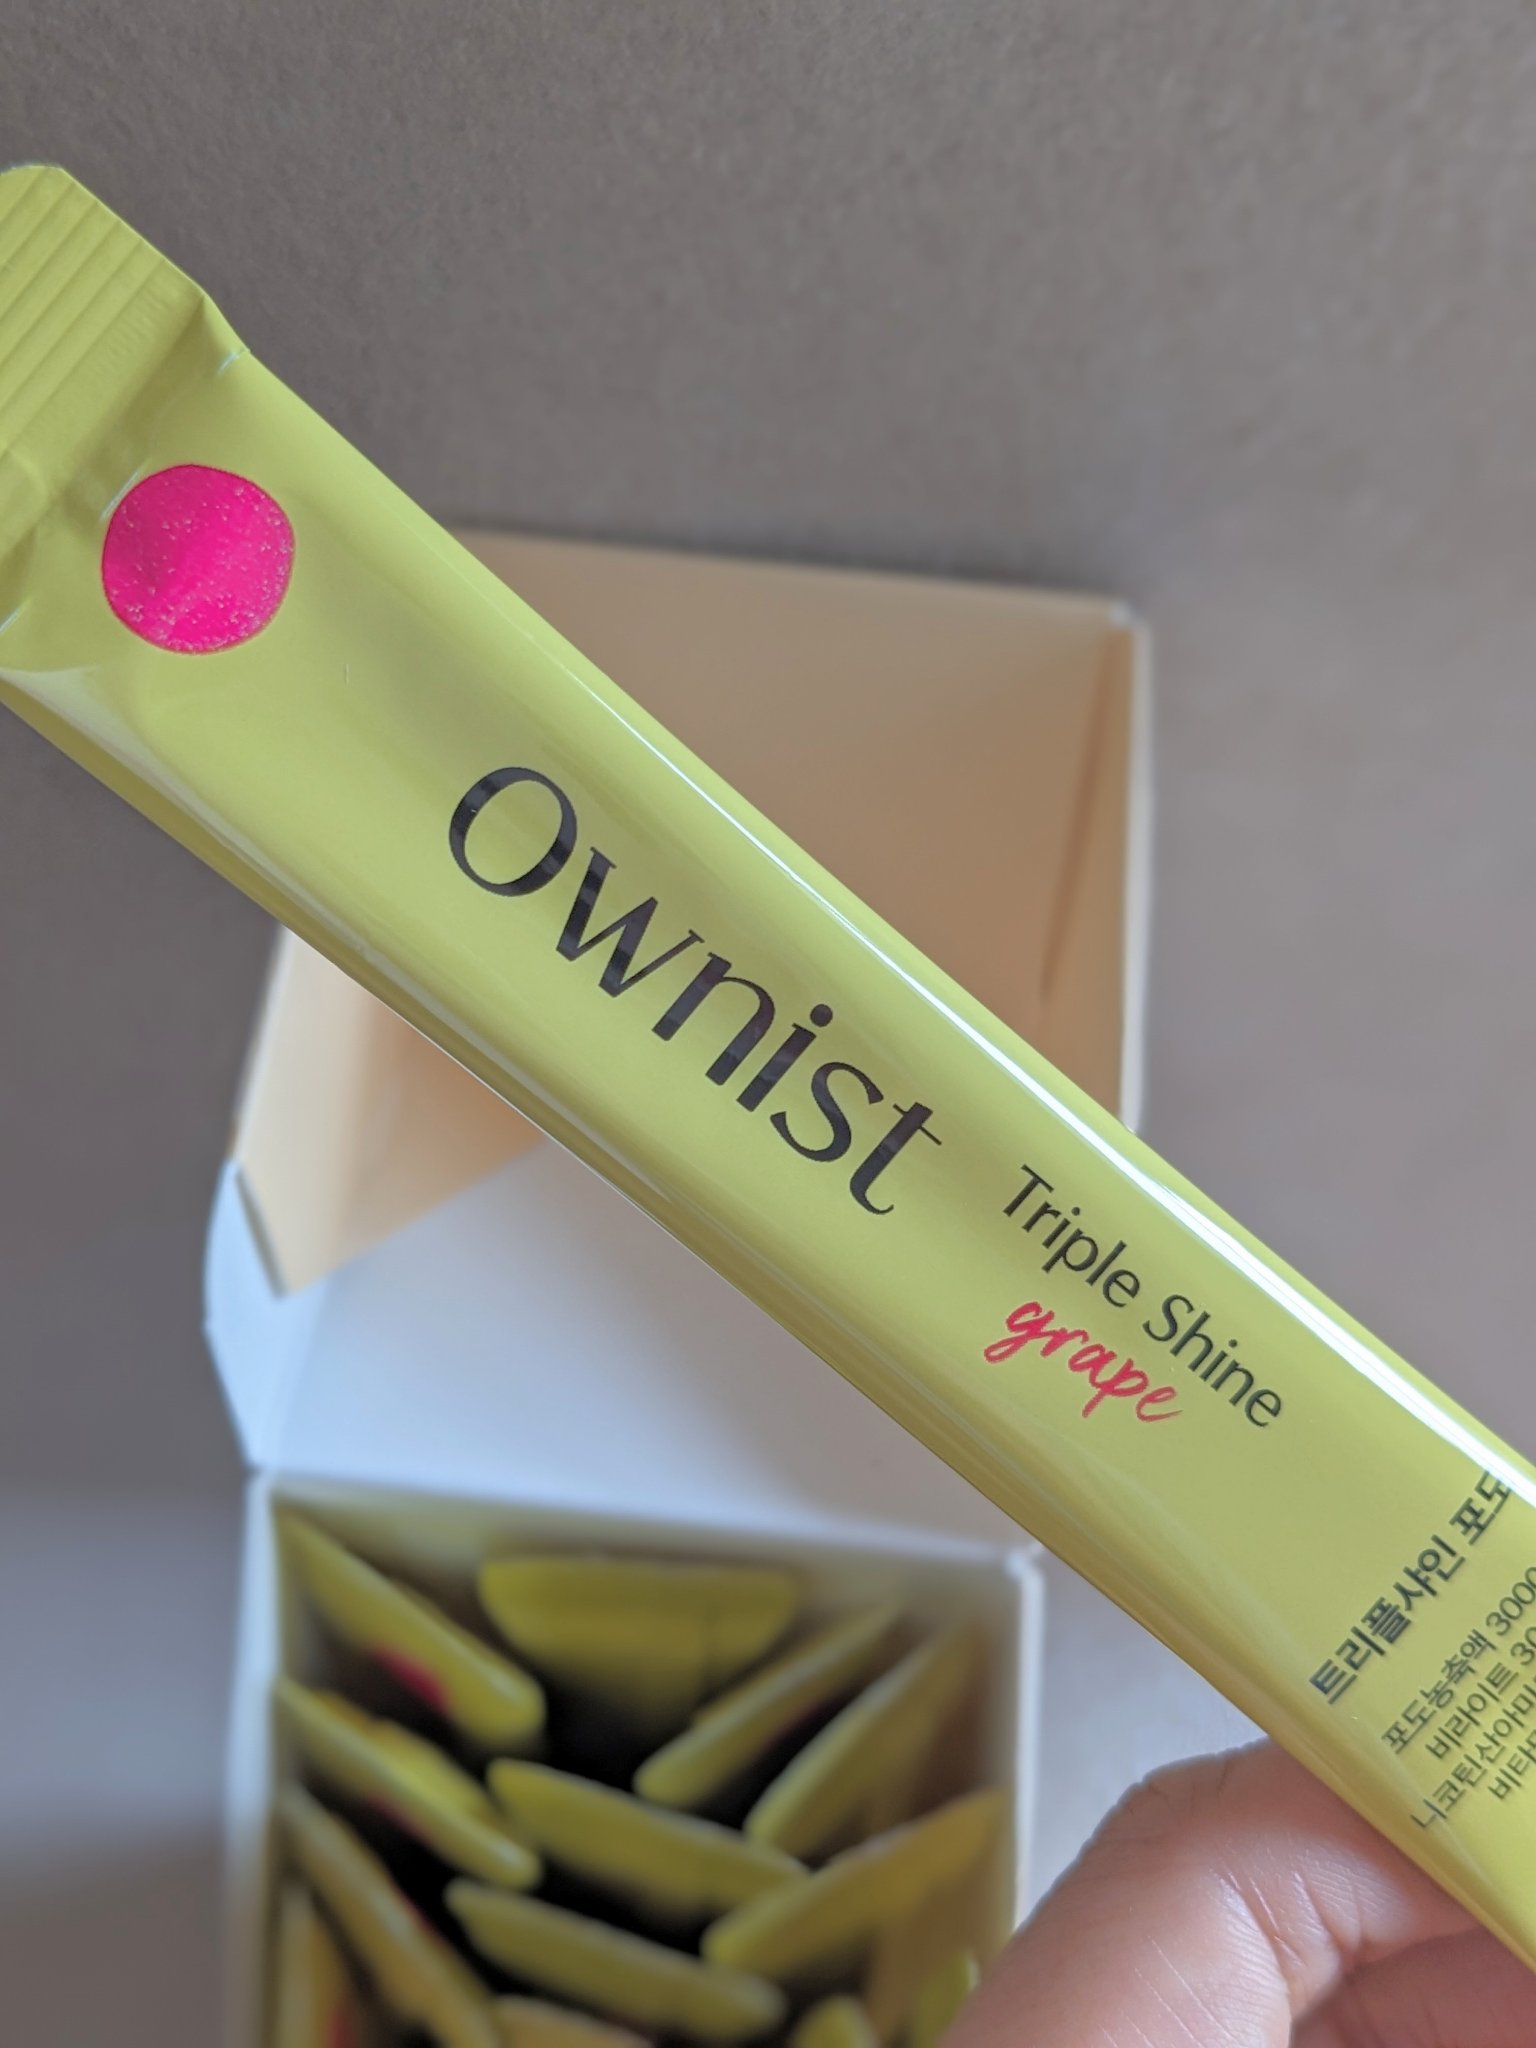 ownist
Triple Shine
grape
트리플샤인 포도
포도농축액 3000
비라이트 30
니코틴산아미
비타